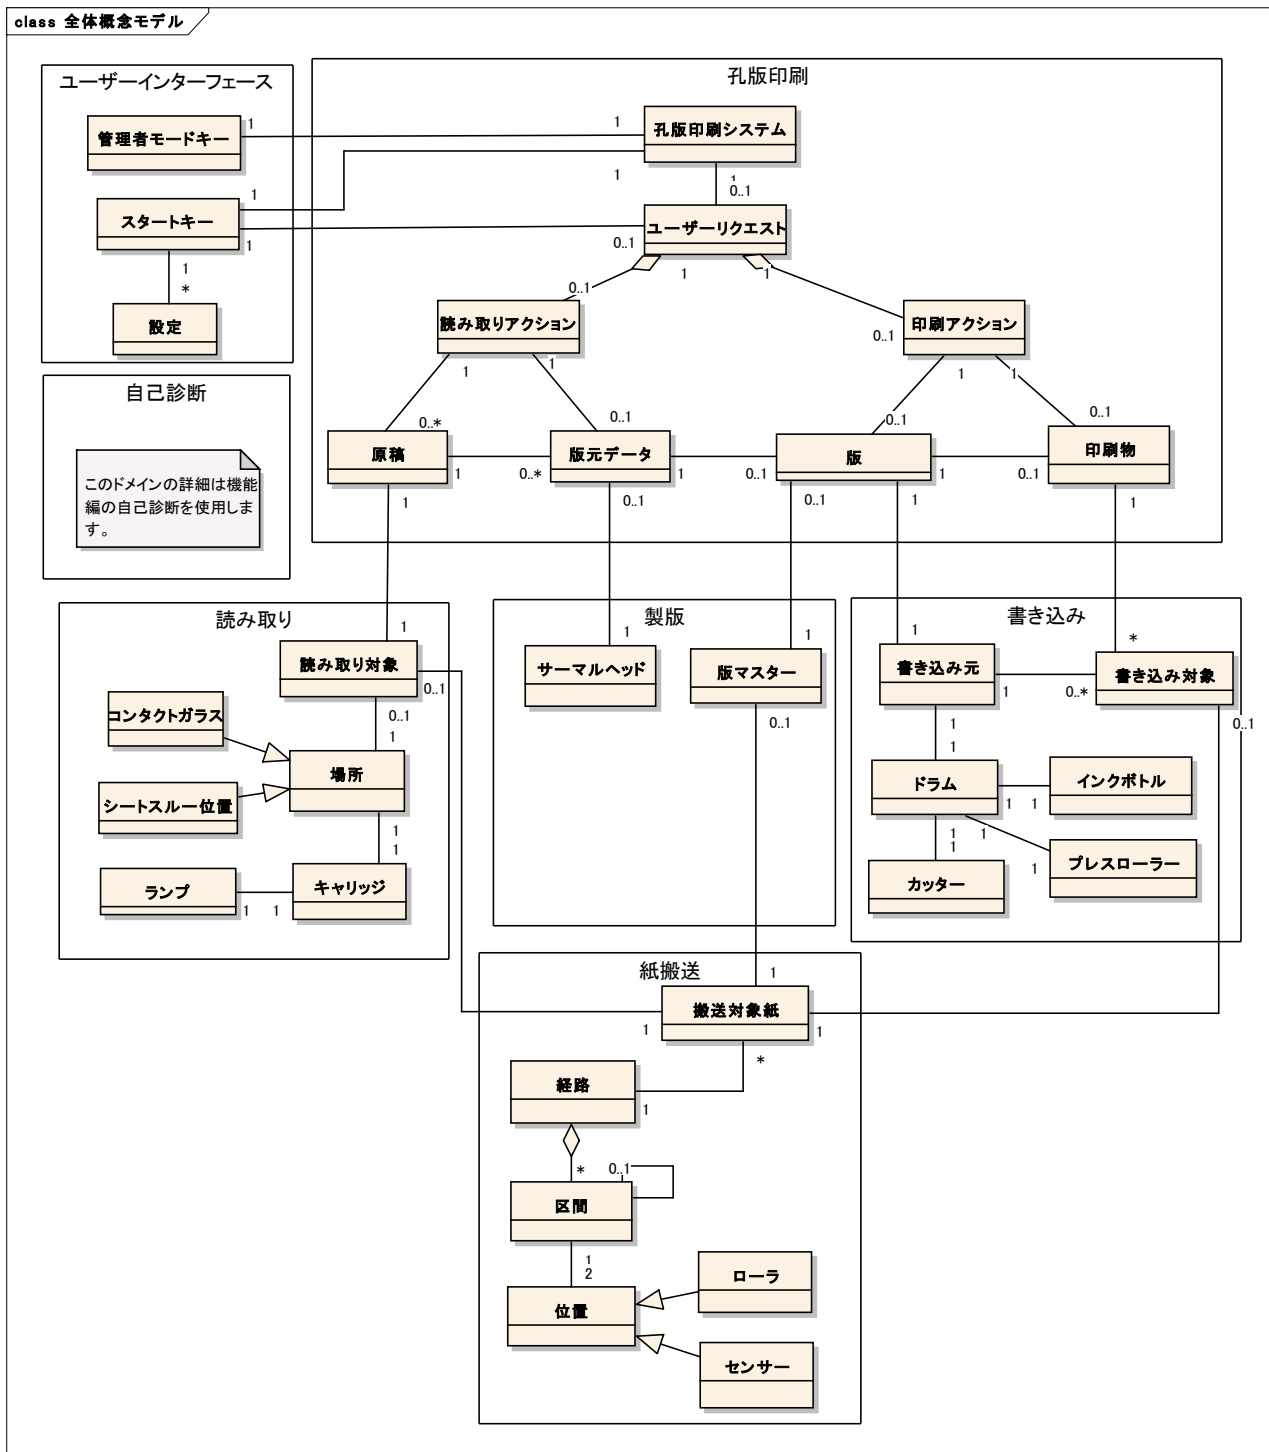 class 全体概念モデル
ユーザーインターフェース
管理者モードキー
1
スタートキー
1
1
1
*
設定
孔版印刷
1
孔版印刷システム
1
1
0..1
ユーザーリクエスト
0..1
1
1
0..1
読み取りアクション
0..1
印刷アクション
1
1
1
1
0..*
0..1
0..1
0..1
原稿
1
0..*
版元データ
1
0..1
版
1
0..1
印刷物
1
0..1
0..1
1
1
自己診断
このドメインの詳細は機能
編の自己診断を使用しま
す。
読み取り
1
読み取り対象
0..1
0..1
1
コンタクトガラス
場所
シートスルー位置
1
1
ランプ
1
1
キャリッジ
製版
1
サーマルヘッド
1
版マスター
0..1
書き込み
1
*
書き込み元
1
0..*
書き込み対象
0..1
1
1
ドラム
1
1
インクボトル
1
1
1
1
プレスローラー
カッター
紙搬送
1
搬送対象紙
1
1
*
経路
1
*
0..1
区間
1
2
位置
ローラ
センサー